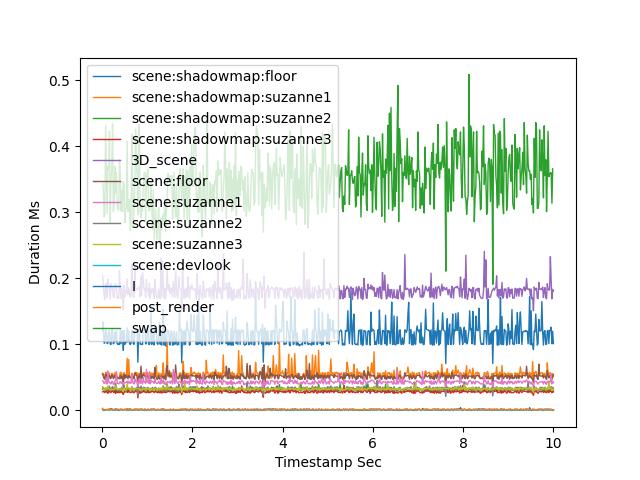 scene:shadowmap:floor
scene:shadowmap:suzanne1
scene:shadowmap:suzanne2
scene:shadowmap:suzanne3
3D_scene
scene:floor
scene:suzanne1
scene:suzanne2
scene:suzanne3
scene:devlook
I
post_render
swap
0.5
0.4
0.3
0.2
0.1
0.0
Duration Ms
0 2 4 6 8 10
Timestamp Sec